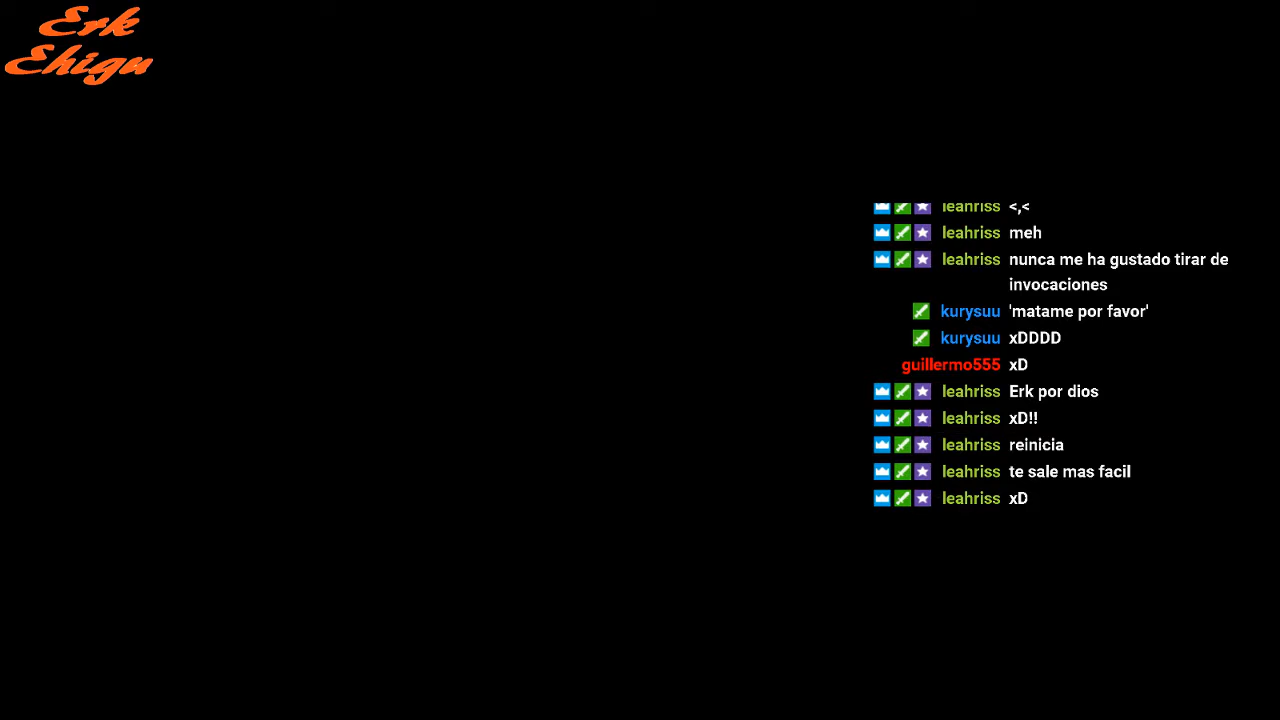 Erk
Ehigu
leahriss <,<
leahriss meh
leahriss nunca me ha gustado tirar de
invocaciones
kurysuu 'matame por favor'
kurysuu xDDDD
guillermo555 xD
leahriss Erk por dios
leahriss xD!!
leahriss reinicia
leahriss te sale mas facil
leahriss xD